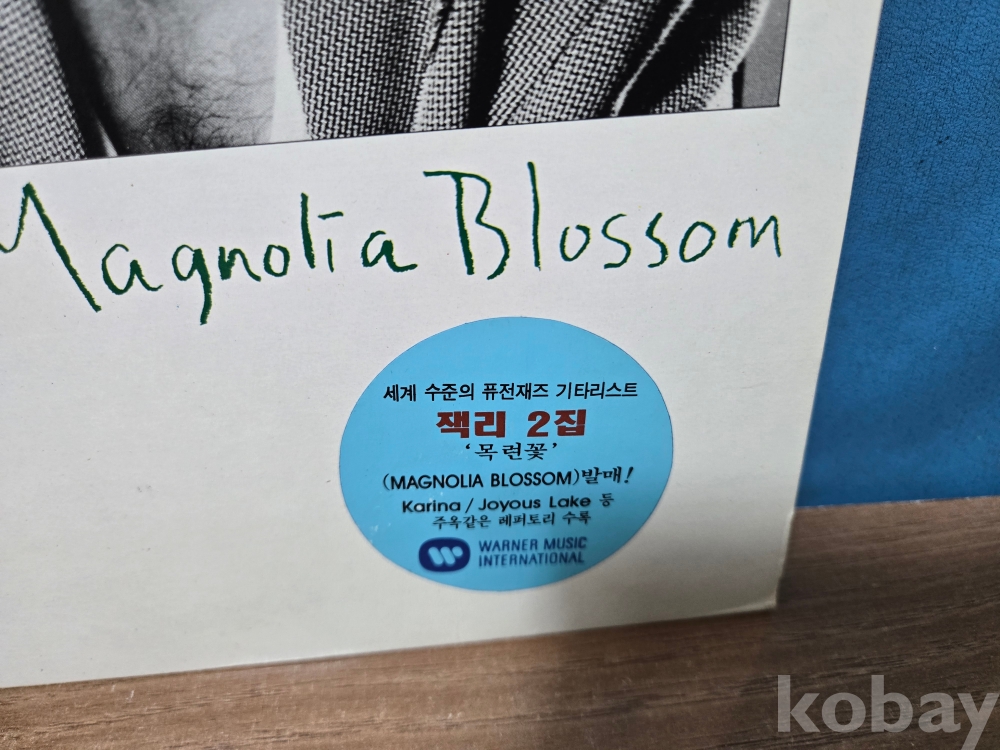 Magnolia Blossom
세계 수준의 퓨전재즈 기타리스트
잭리 2집
‘목련꽃’
(MAGNOLIA BLOSSOM)발매!
Karina / Joyous Lake 등
주옥같은 레퍼토리 수록
WARNER MUSIC
INTERNATIONAL
kobay